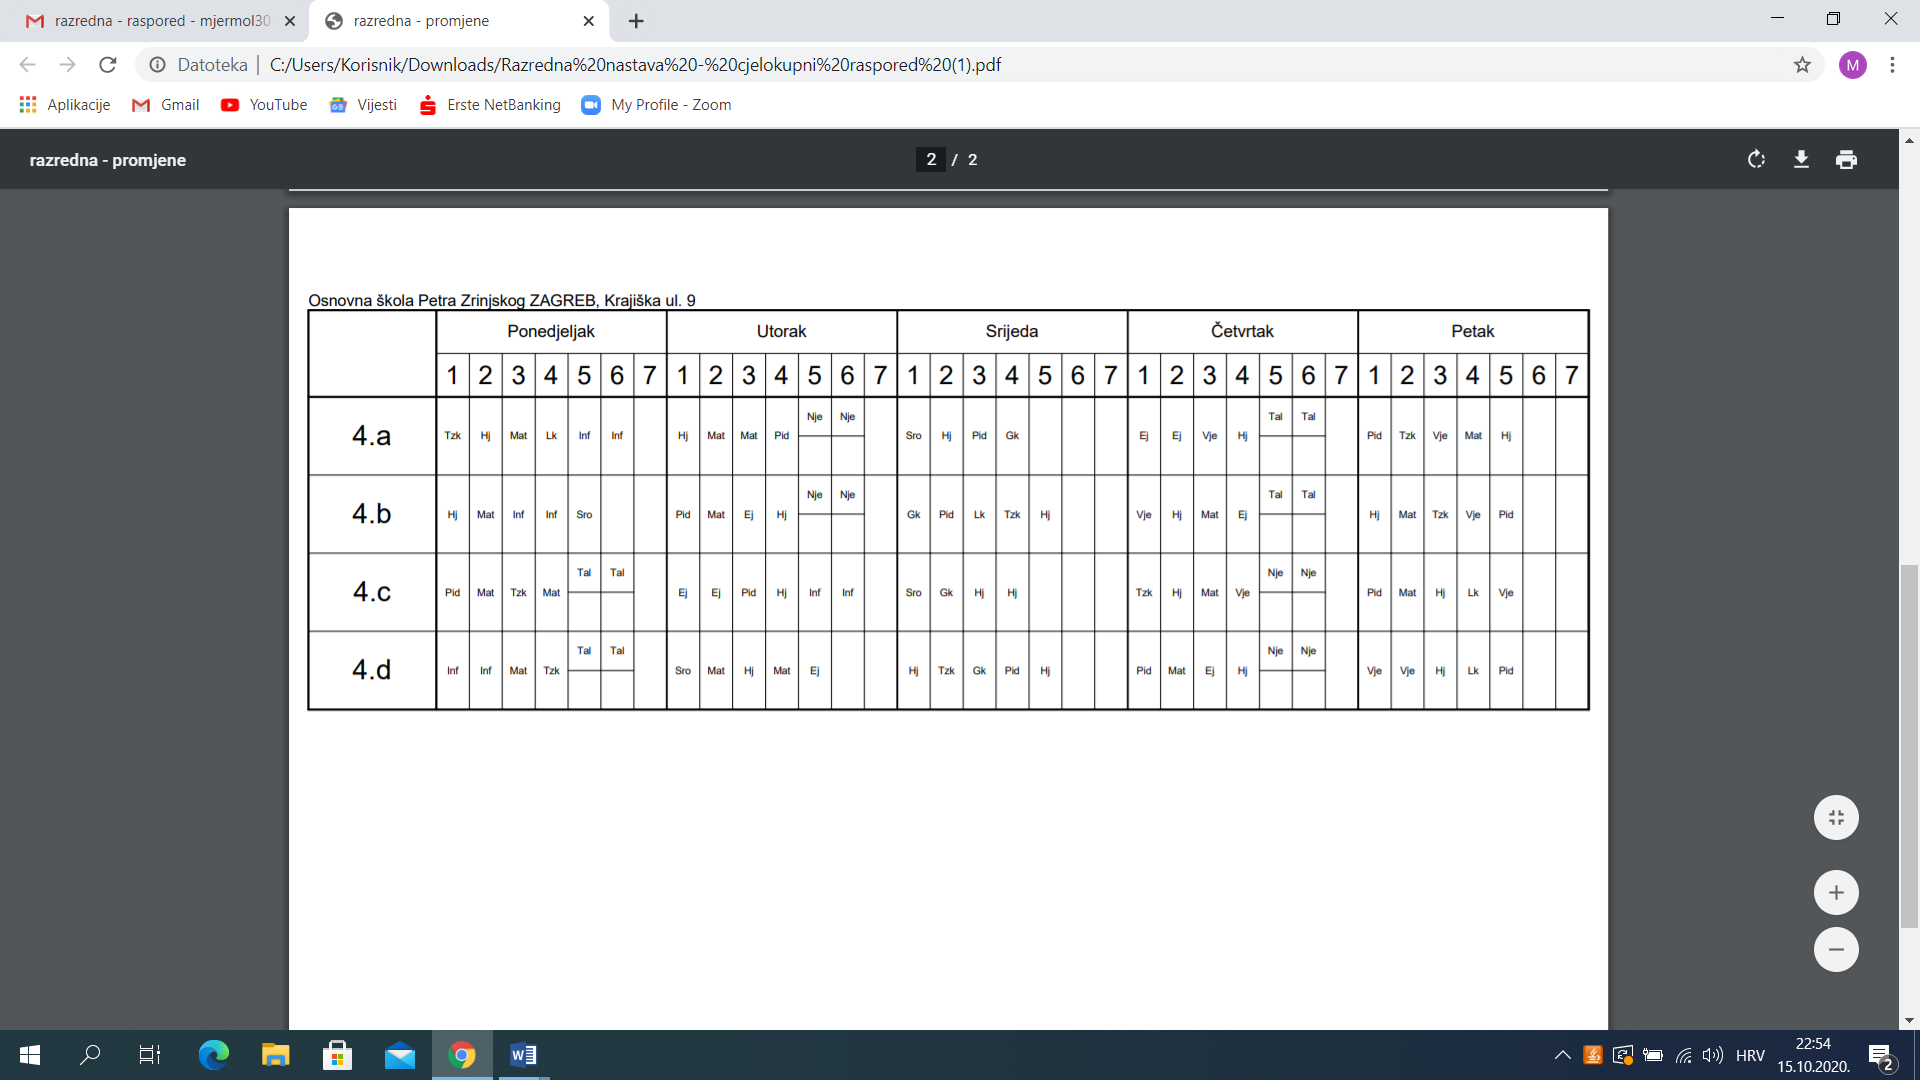 razredna - raspored - mjermol30
razredna - promjene
Datoteka
C:/Users/Korisnik/Downloads/Razredna%20nastava%20-%20cjelokupni%20raspored%20(1).pdf
M
Aplikacije Gmail YouTube Vijesti Erste NetBanking My Profile - Zoom
razredna - promjene 2 / 2
Osnovna škola Petra Zrinjskog ZAGREB, Krajiška ul. 9
Ponedjeljak Utorak Srijeda Četvrtak Petak
1 2 3 4 5 6 7 1 2 3 4 5 6 7 1 2 3 4 5 6 7 1 2 3 4 5 6 7 1 2 3 4 5 6 7
4.a Tzk Hj Mat Lk Inf Inf Hj Mat Mat Pid Nje Nje Sro Hj Pid Gk Ej Ej Vje Hj Tal Tal Pid Tzk Vje Mat Hj
4.b Hj Mat Inf Inf Sro Pid Mat Ej Hj Nje Nje Gk Pid Lk Tzk Hj Vje Hj Mat Ej Tal Tal Hj Mat Tzk Vje Pid
4.c Pid Mat Tzk Mat Tal Tal Ej Ej Pid Hj Inf Inf Sro Gk Hj Hj Tzk Hj Mat Vje Nje Nje Pid Mat Hj Lk Vje
4.d Inf Inf Mat Tzk Tal Tal Sro Mat Hj Mat Ej Hj Tzk Gk Pid Hj Pid Mat Ej Hj Nje Nje Vje Vje Hj Lk Pid
HRV
22:54
15.10.2020.
2